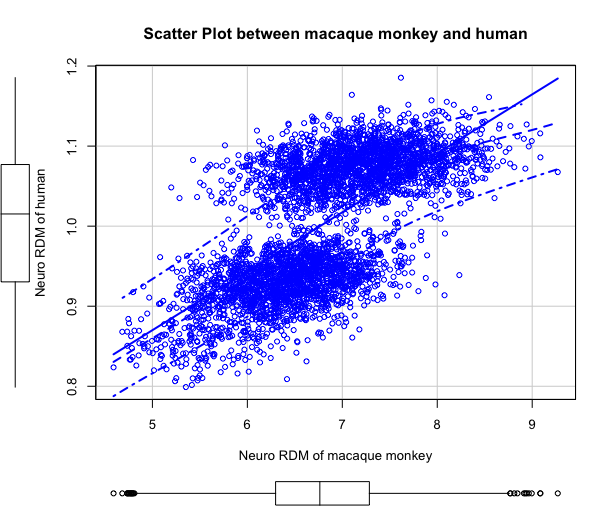 Scatter Plot between macaque monkey and human
Neuro RDM of human
1.2
1.1
1.0
0.9
0.8
5 6 7 8 9
Neuro RDM of macaque monkey